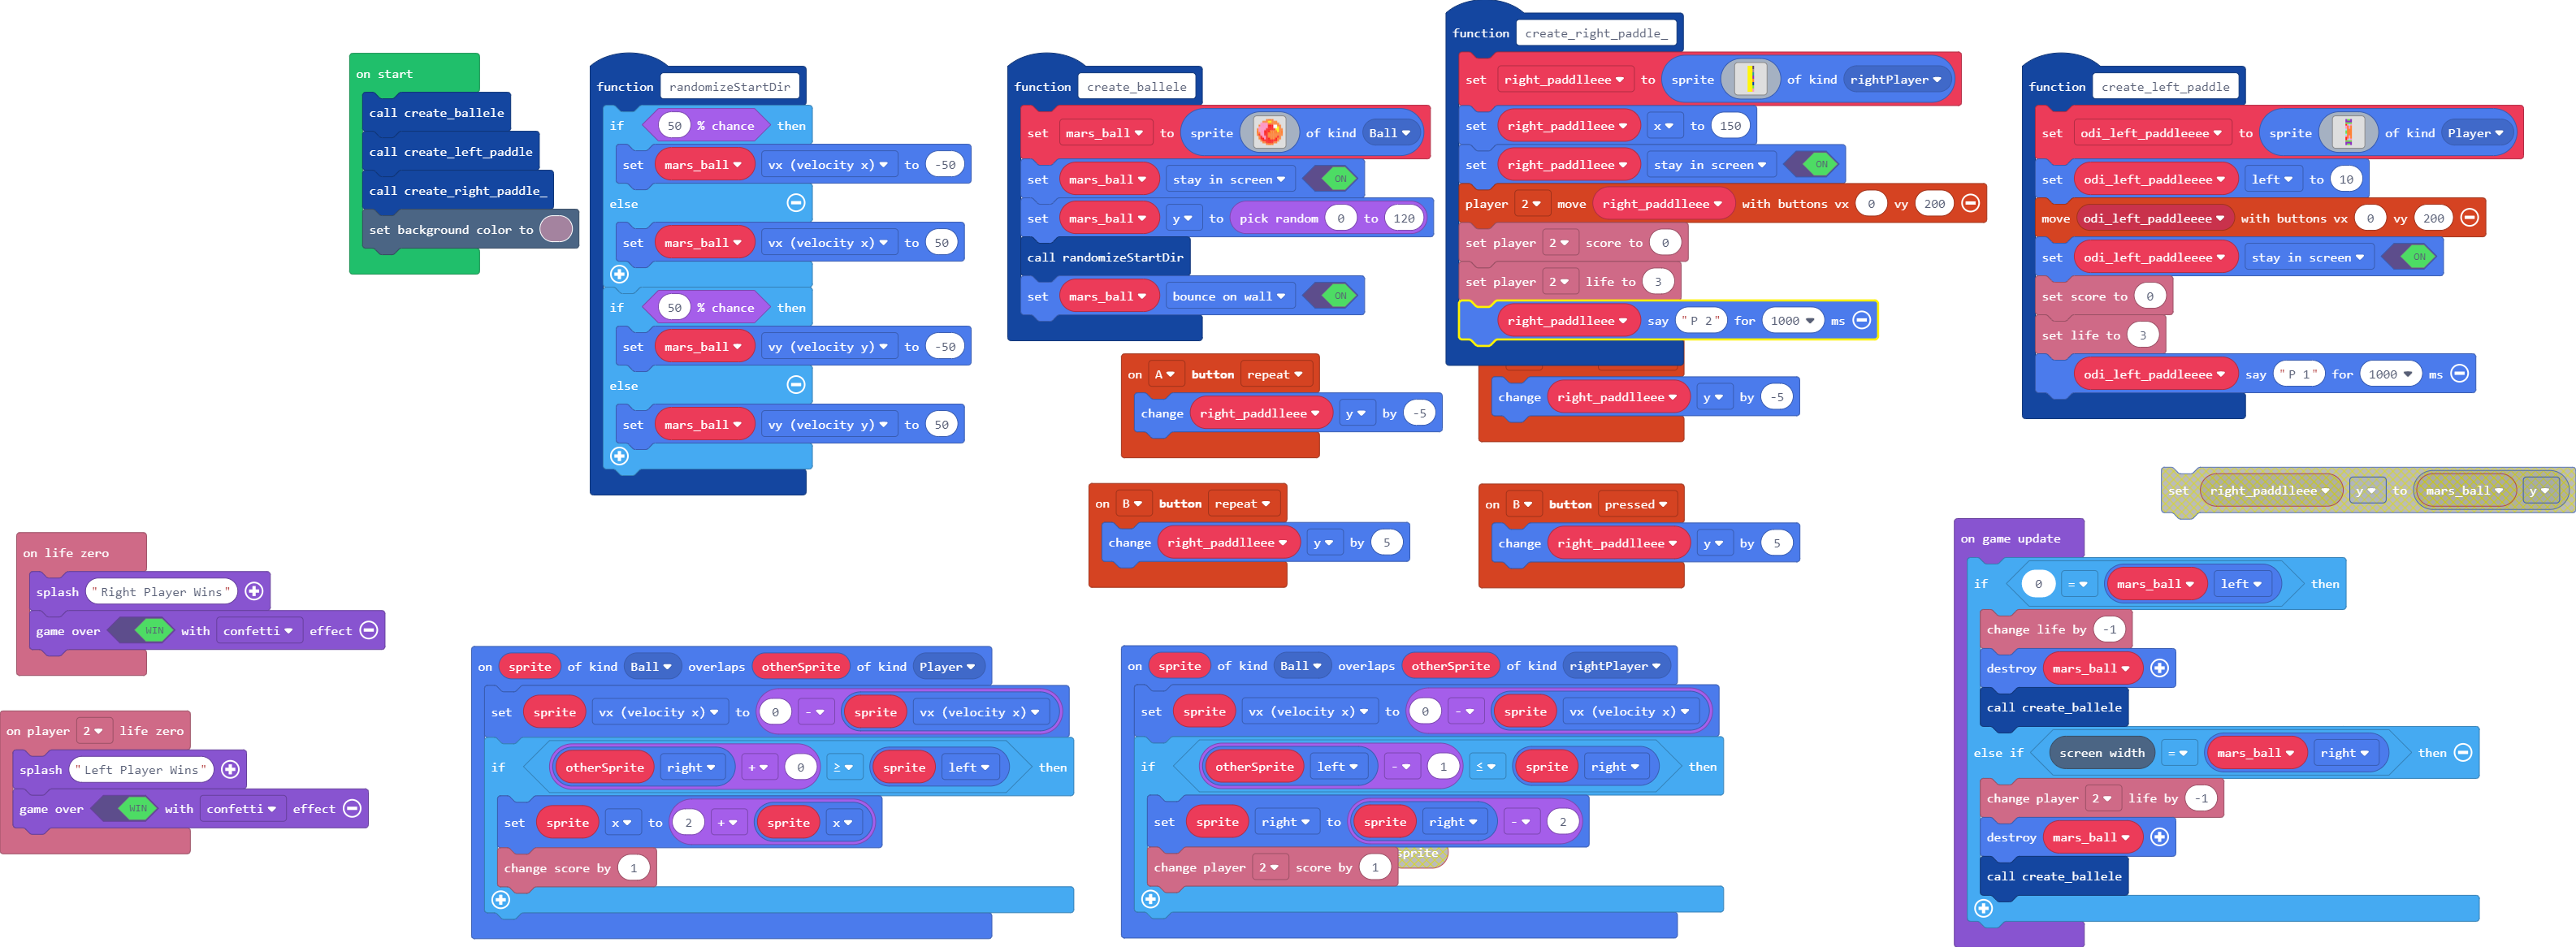 on start
call create_ballele
call create_left_paddle
call create_right_paddle_
set background color to
function randomizeStartDir
if 50 % chance then
set mars_ball vx (velocity x) to -50
else
set mars_ball vx (velocity x) to 50
if 50 % chance then
set mars_ball vy (velocity y) to -50
else
set mars_ball vy (velocity y) to 50
function create_ballele
set mars_ball to sprite of kind Ball
set mars_ball stay in screen ON
set mars_ball y to pick random 0 to 120
call randomizeStartDir
set mars_ball bounce on wall ON
function create_right_paddle_
set right_paddlleee to sprite of kind rightPlayer
set right_paddlleee x to 150
set right_paddlleee stay in screen ON
player 2 move right_paddlleee with buttons vx 0 vy 200
set player 2 score to 0
set player 2 life to 3
right_paddlleee say "P 2" for 1000 ms
function create_left_paddle
set odi_left_paddleeeee to sprite of kind Player
set odi_left_paddleeeee left to 10
move odi_left_paddleeeee with buttons vx 0 vy 200
set odi_left_paddleeeee stay in screen ON
set score to 0
set life to 3
odi_left_paddleeeee say "P 1" for 1000 ms
on A button repeat
change right_paddlleee y by -5
change right_paddlleee y by -5
on B button repeat
change right_paddlleee y by 5
on B button pressed
change right_paddlleee y by 5
set right_paddlleee y to mars_ball y
on life zero
splash "Right Player Wins"
game over WIN with confetti effect
on player 2 life zero
splash "Left Player Wins"
game over WIN with confetti effect
on sprite of kind Ball overlaps otherSprite of kind Player
set sprite vx (velocity x) to 0 - sprite vx (velocity x)
if otherSprite right + 0 ≥ sprite left then
set sprite x to 2 + sprite x
change score by 1
on sprite of kind Ball overlaps otherSprite of kind rightPlayer
set sprite vx (velocity x) to 0 - sprite vx (velocity x)
if otherSprite left - 1 ≤ sprite right then
set sprite right to sprite right - 2
change player 2 score by 1
sprite
on game update
if 0 = mars_ball left then
change life by -1
destroy mars_ball
call create_ballele
else if screen width = mars_ball right then
change player 2 life by -1
destroy mars_ball
call create_ballele